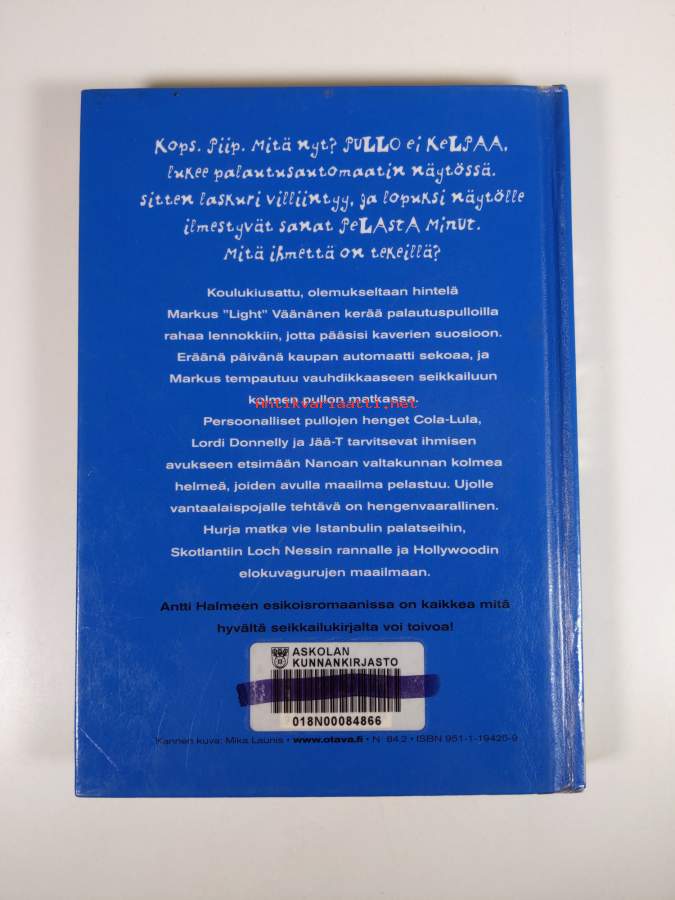 Kops. Piip. Mitä nyt? PULLO ei KELPAA,
lukee palautusautomaatin näytössä.
sitten laskuri villiintyy, ja lopuksi näytölle
ilmestyvät sanat PELASTA MINUT.
Mitä ihmettä on tekeillä?
Koulukiusattu, olemukseltaan hintelä
Markus "Light" Väänänen kerää palautuspulloilla
rahaa lennokkiin, jotta pääsisi kaverien suosioon.
Eräänä päivänä kaupan automaatti sekoaa, ja
Markus tempautuu vauhdikkaaseen seikkailuun
kolmen pullon matkassa.
Antikvariaatti.net
Persoonalliset pullojen henget Cola-Lula,
Lordi Donnelly ja Jää-T tarvitsevat ihmisen
avukseen etsimään Nanoan valtakunnan kolmea
helmeä, joiden avulla maailma pelastuu. Ujolle
vantaalaispojalle tehtävä on hengenvaarallinen.
Hurja matka vie Istanbulin palatseihin,
Skotlantiin Loch Nessin rannalle ja Hollywoodin
elokuvagurujen maailmaan.
Antti Halmeen esikoisromaanissa on kaikkea mitä
hyvältä seikkailukirjalta voi toivoa!
ASKOLAN
KUNNANKIRJASTO
018N00084866
Kannen kuva: Mika Launis • www.otava.fi • N 84.2 • ISBN 951-1-19425-9